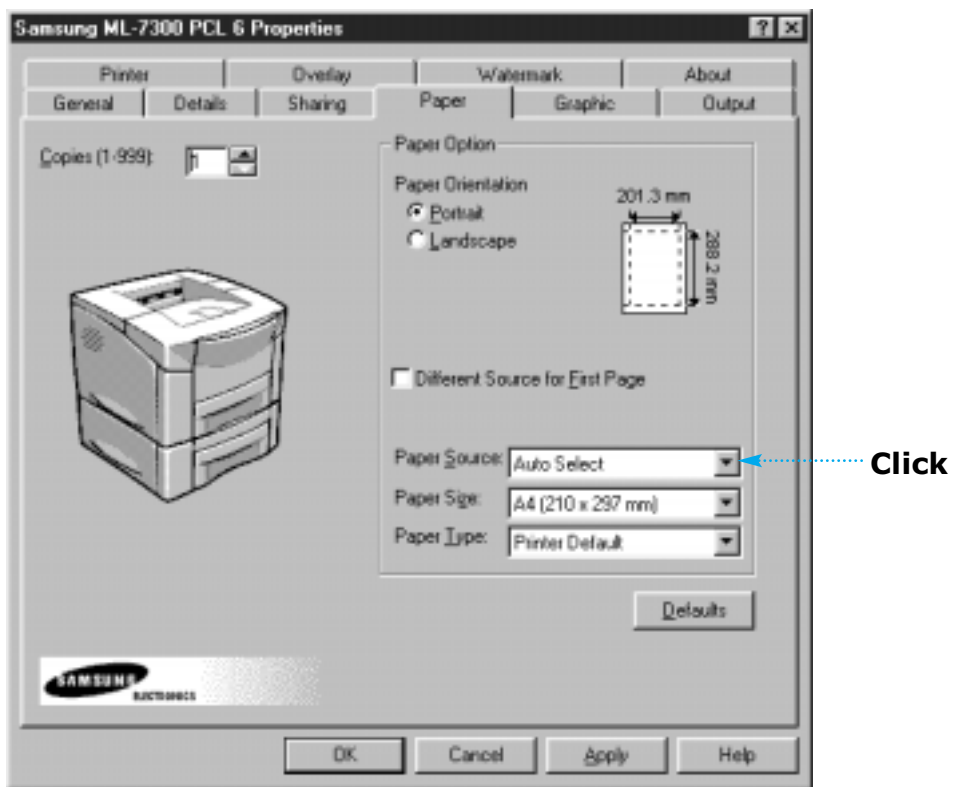 Samsung ML-7300 PCL 6 Properties
Printer Overlay Watermark About
General Details Sharing Paper Graphic Output
Copies (1-999): 1
Paper Option
Paper Orientation
Portrait
Landscape
201.3 mm
288.2 mm
Different Source for First Page
Paper Source: Auto Select
Click
Paper Size: A4 (210 x 297 mm)
Paper Type: Printer Default
Defaults
SAMSUNG
ELECTRONICS
OK Cancel Apply Help